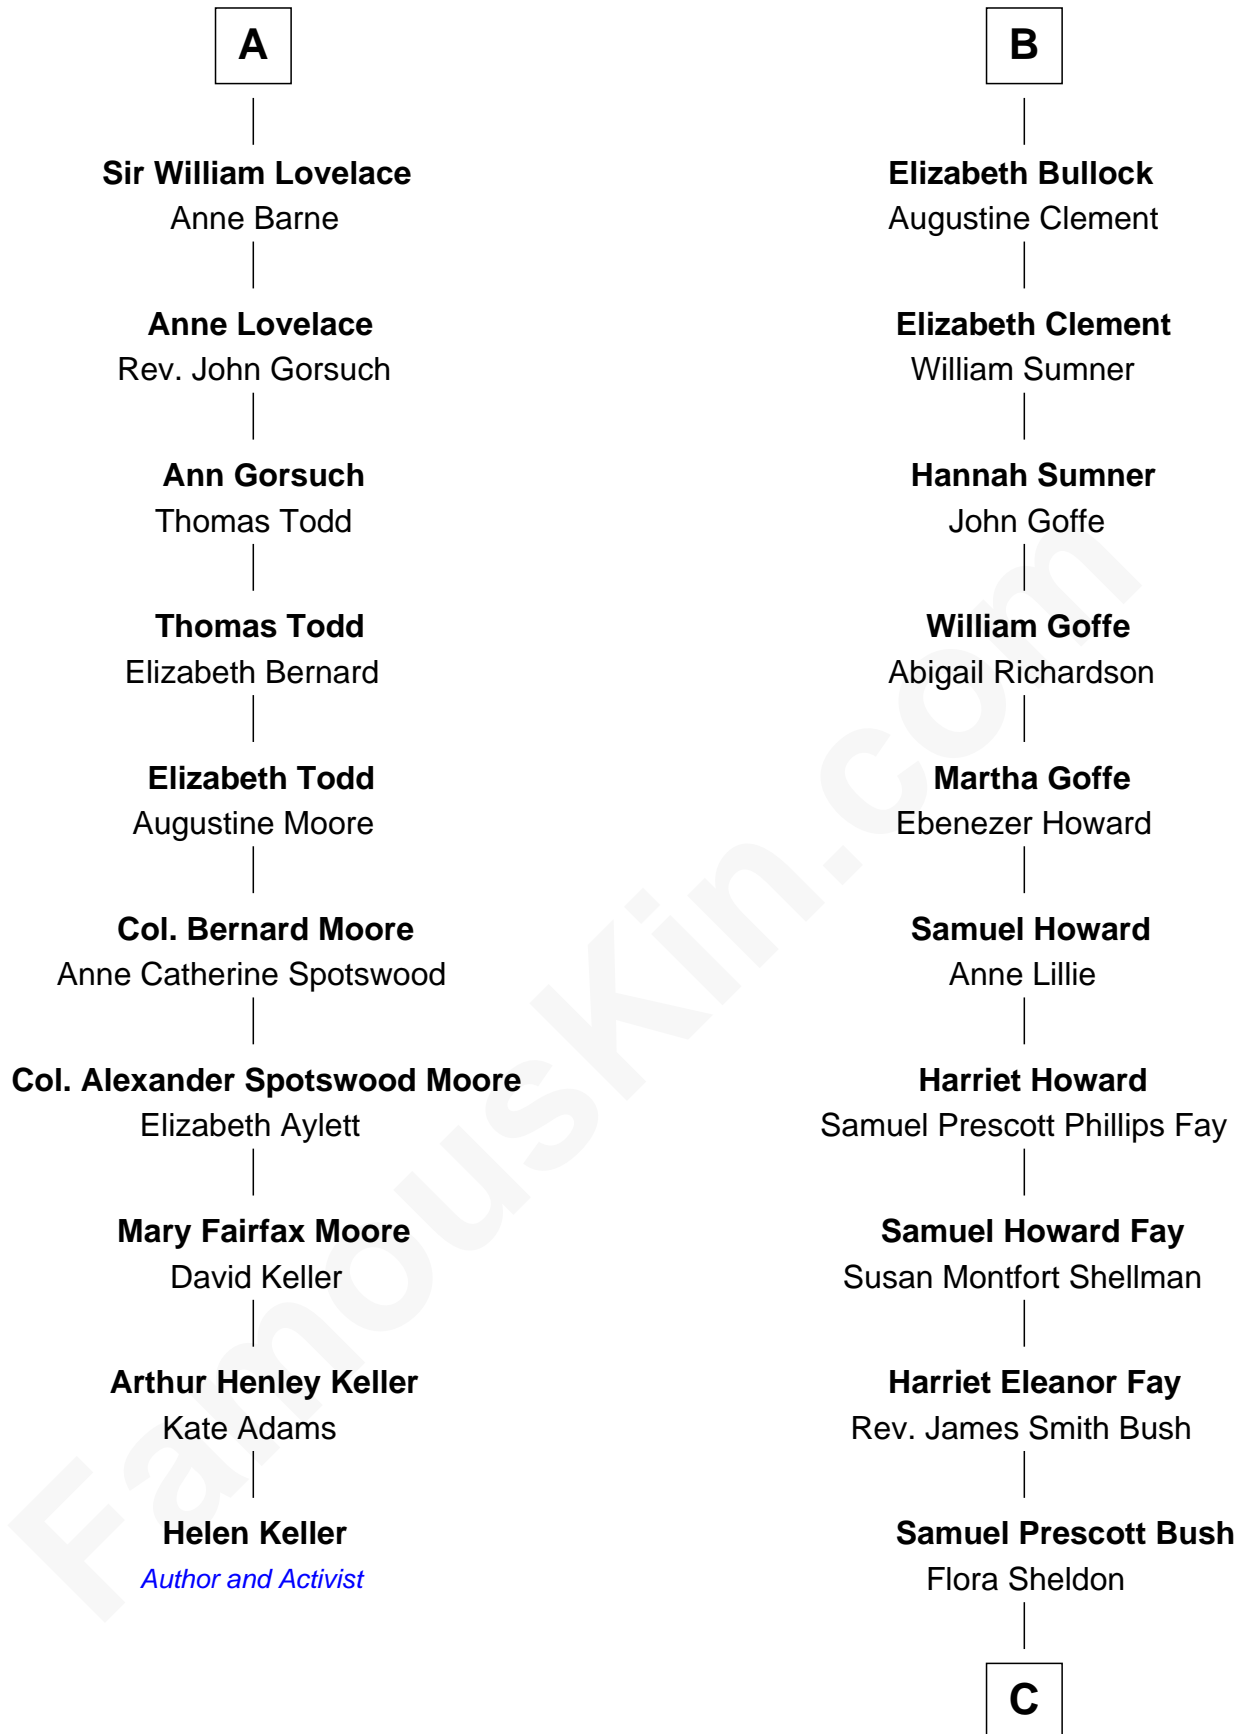 A
Sir William Lovelace
Anne Barne
Anne Lovelace
Rev. John Gorsuch
Ann Gorsuch
Thomas Todd
Thomas Todd
Elizabeth Bernard
Elizabeth Todd
Augustine Moore
Col. Bernard Moore
Anne Catherine Spotswood
Col. Alexander Spotswood Moore
Elizabeth Aylett
Mary Fairfax Moore
David Keller
Arthur Henley Keller
Kate Adams
Helen Keller
Author and Activist
B
Elizabeth Bullock
Augustine Clement
Elizabeth Clement
William Sumner
Hannah Sumner
John Goffe
William Goffe
Abigail Richardson
Martha Goffe
Ebenezer Howard
Samuel Howard
Anne Lillie
Harriet Howard
Samuel Prescott Phillips Fay
Samuel Howard Fay
Susan Montfort Shellman
Harriet Eleanor Fay
Rev. James Smith Bush
Samuel Prescott Bush
Flora Sheldon
C
FamousKin.com